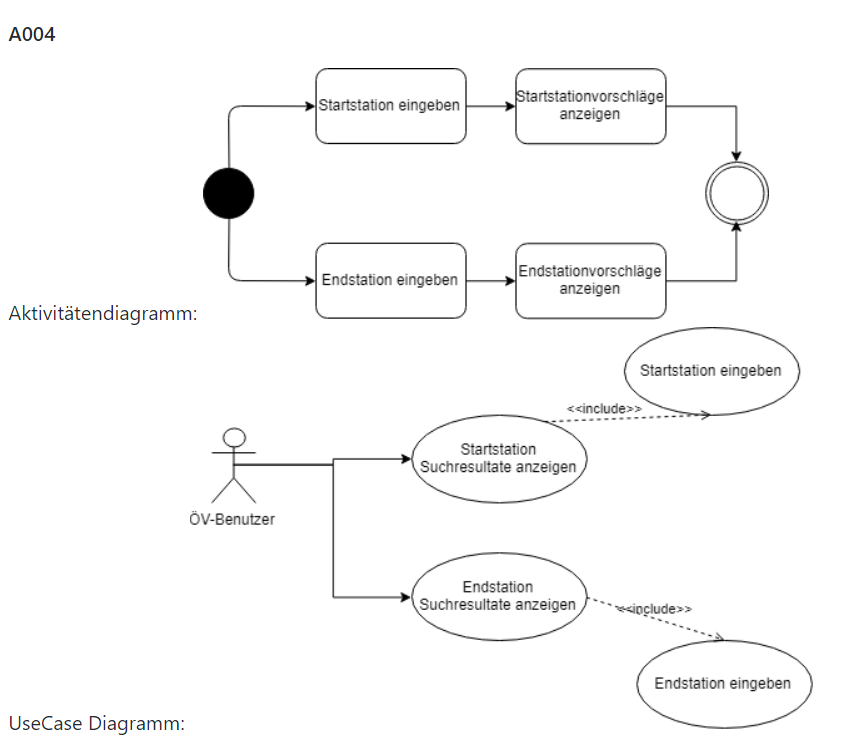 A004
Startstation eingeben
Startstationvorschläge
anzeigen
Endstation eingeben
Endstationvorschläge
anzeigen
Aktivitätendiagramm:
Startstation eingeben
<<include>>
Startstation
Suchresultate anzeigen
ÖV-Benutzer
Endstation
Suchresultate anzeigen
<<include>>
Endstation eingeben
UseCase Diagramm: